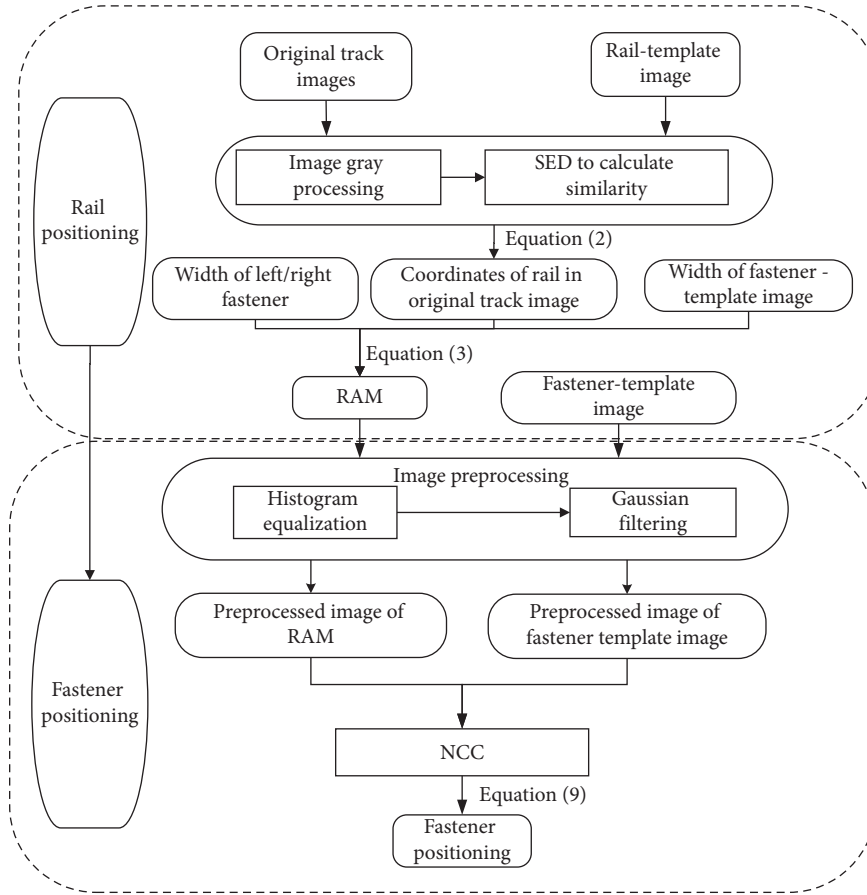 Original track
images
Rail-template
image
Image gray
processing
SED to calculate
similarity
Rail
positioning
Equation (2)
Width of left/right
fastener
Coordinates of rail in
original track image
Width of fastener -
template image
Equation (3)
RAM
Fastener-template
image
Image preprocessing
Histogram
equalization
Gaussian
filtering
Preprocessed image of
RAM
Preprocessed image of
fastener template image
Fastener
positioning
NCC
Equation (9)
Fastener
positioning